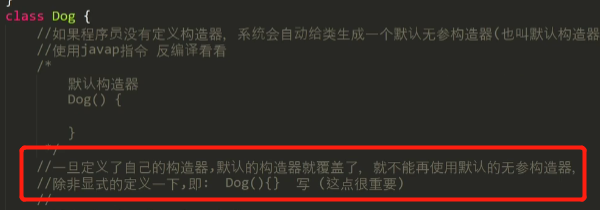 }
class Dog {
//如果程序员没有定义构造器，系统会自动给类生成一个默认无参构造器(也叫默认构造器
//使用javap指令 反编译看看
/*
默认构造器
Dog() {
}
*/
//一旦定义了自己的构造器,默认的构造器就覆盖了，就不能再使用默认的无参构造器，
//除非显式的定义一下,即: Dog(){} 写 (这点很重要)
//